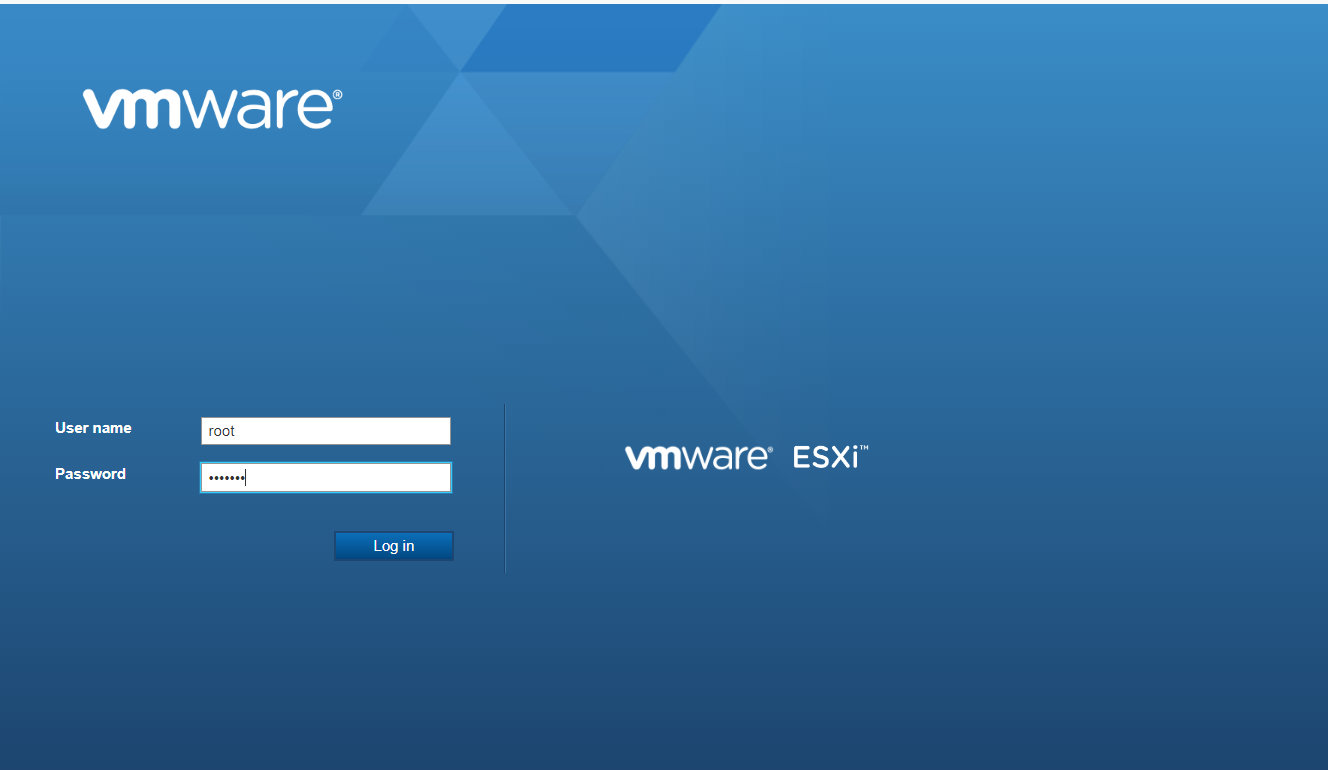 vmware®
User name
root
Password
•••••••
Log in
vmware® ESXi™